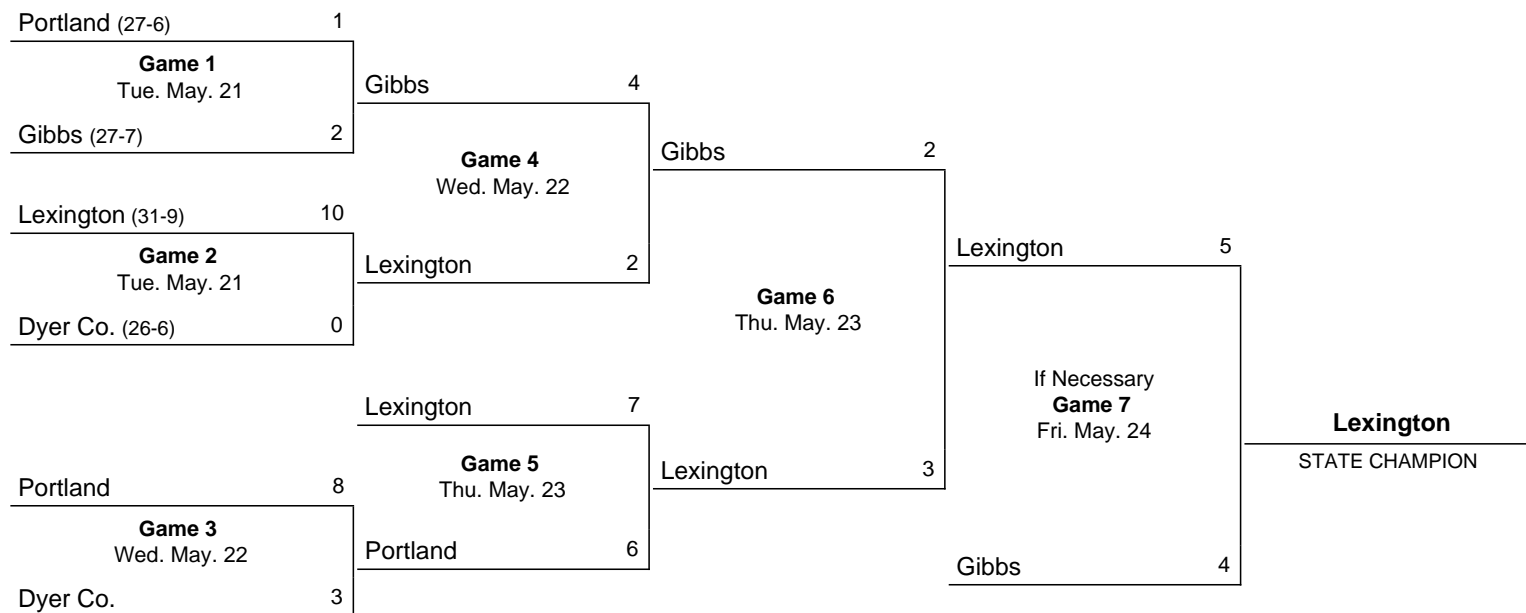 Portland (27-6) 1
Game 1
Tue. May. 21
Gibbs (27-7) 2
Lexington (31-9) 10
Game 2
Tue. May. 21
Dyer Co. (26-6) 0
Portland 8
Game 3
Wed. May. 22
Dyer Co. 3
Gibbs 4
Game 4
Wed. May. 22
Lexington 2
Lexington 7
Game 5
Thu. May. 23
Portland 6
Gibbs 2
Game 6
Thu. May. 23
Lexington 3
Lexington 5
If Necessary
Game 7
Fri. May. 24
Gibbs 4
Lexington
STATE CHAMPION